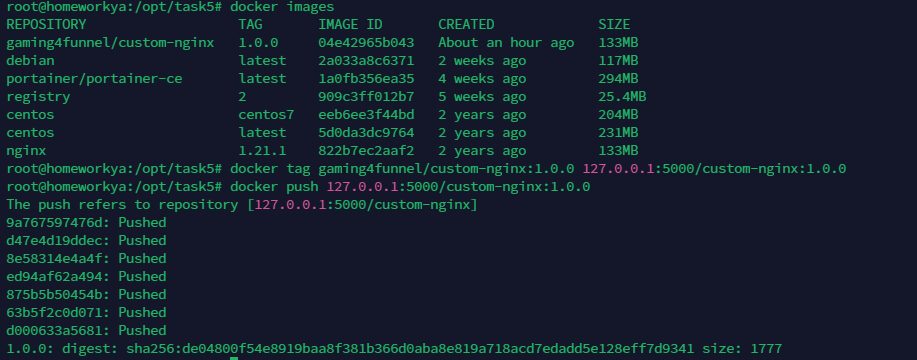 root@homeworkya:/opt/task5# docker images
REPOSITORY TAG IMAGE ID CREATED SIZE
gaming4funnel/custom-nginx 1.0.0 04e42965b043 About an hour ago 133MB
debian latest 2a033a8c6371 2 weeks ago 117MB
portainer/portainer-ce latest 1a0fb356ea35 4 weeks ago 294MB
registry 2 909c3ff012b7 5 weeks ago 25.4MB
centos centos7 eeb6ee3f44bd 2 years ago 204MB
centos latest 5d0da3dc9764 2 years ago 231MB
nginx 1.21.1 822b7ec2aaf2 2 years ago 133MB
root@homeworkya:/opt/task5# docker tag gaming4funnel/custom-nginx:1.0.0 127.0.0.1:5000/custom-nginx:1.0.0
root@homeworkya:/opt/task5# docker push 127.0.0.1:5000/custom-nginx:1.0.0
The push refers to repository [127.0.0.1:5000/custom-nginx]
9a767597476d: Pushed
d47e4d19ddec: Pushed
8e58314e4a4f: Pushed
ed94af62a494: Pushed
875b5b50454b: Pushed
63b5f2c0d071: Pushed
d000633a5681: Pushed
1.0.0: digest: sha256:de04800f54e8919baa8f381b366d0aba8e819a718acd7edadd5e128eff7d9341 size: 1777